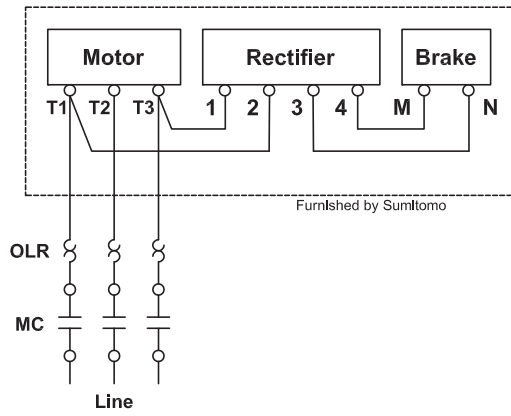 Motor Rectifier Brake
T1 T2 T3 1 2 3 4 M N
Furnished by Sumitomo
OLR
MC
Line